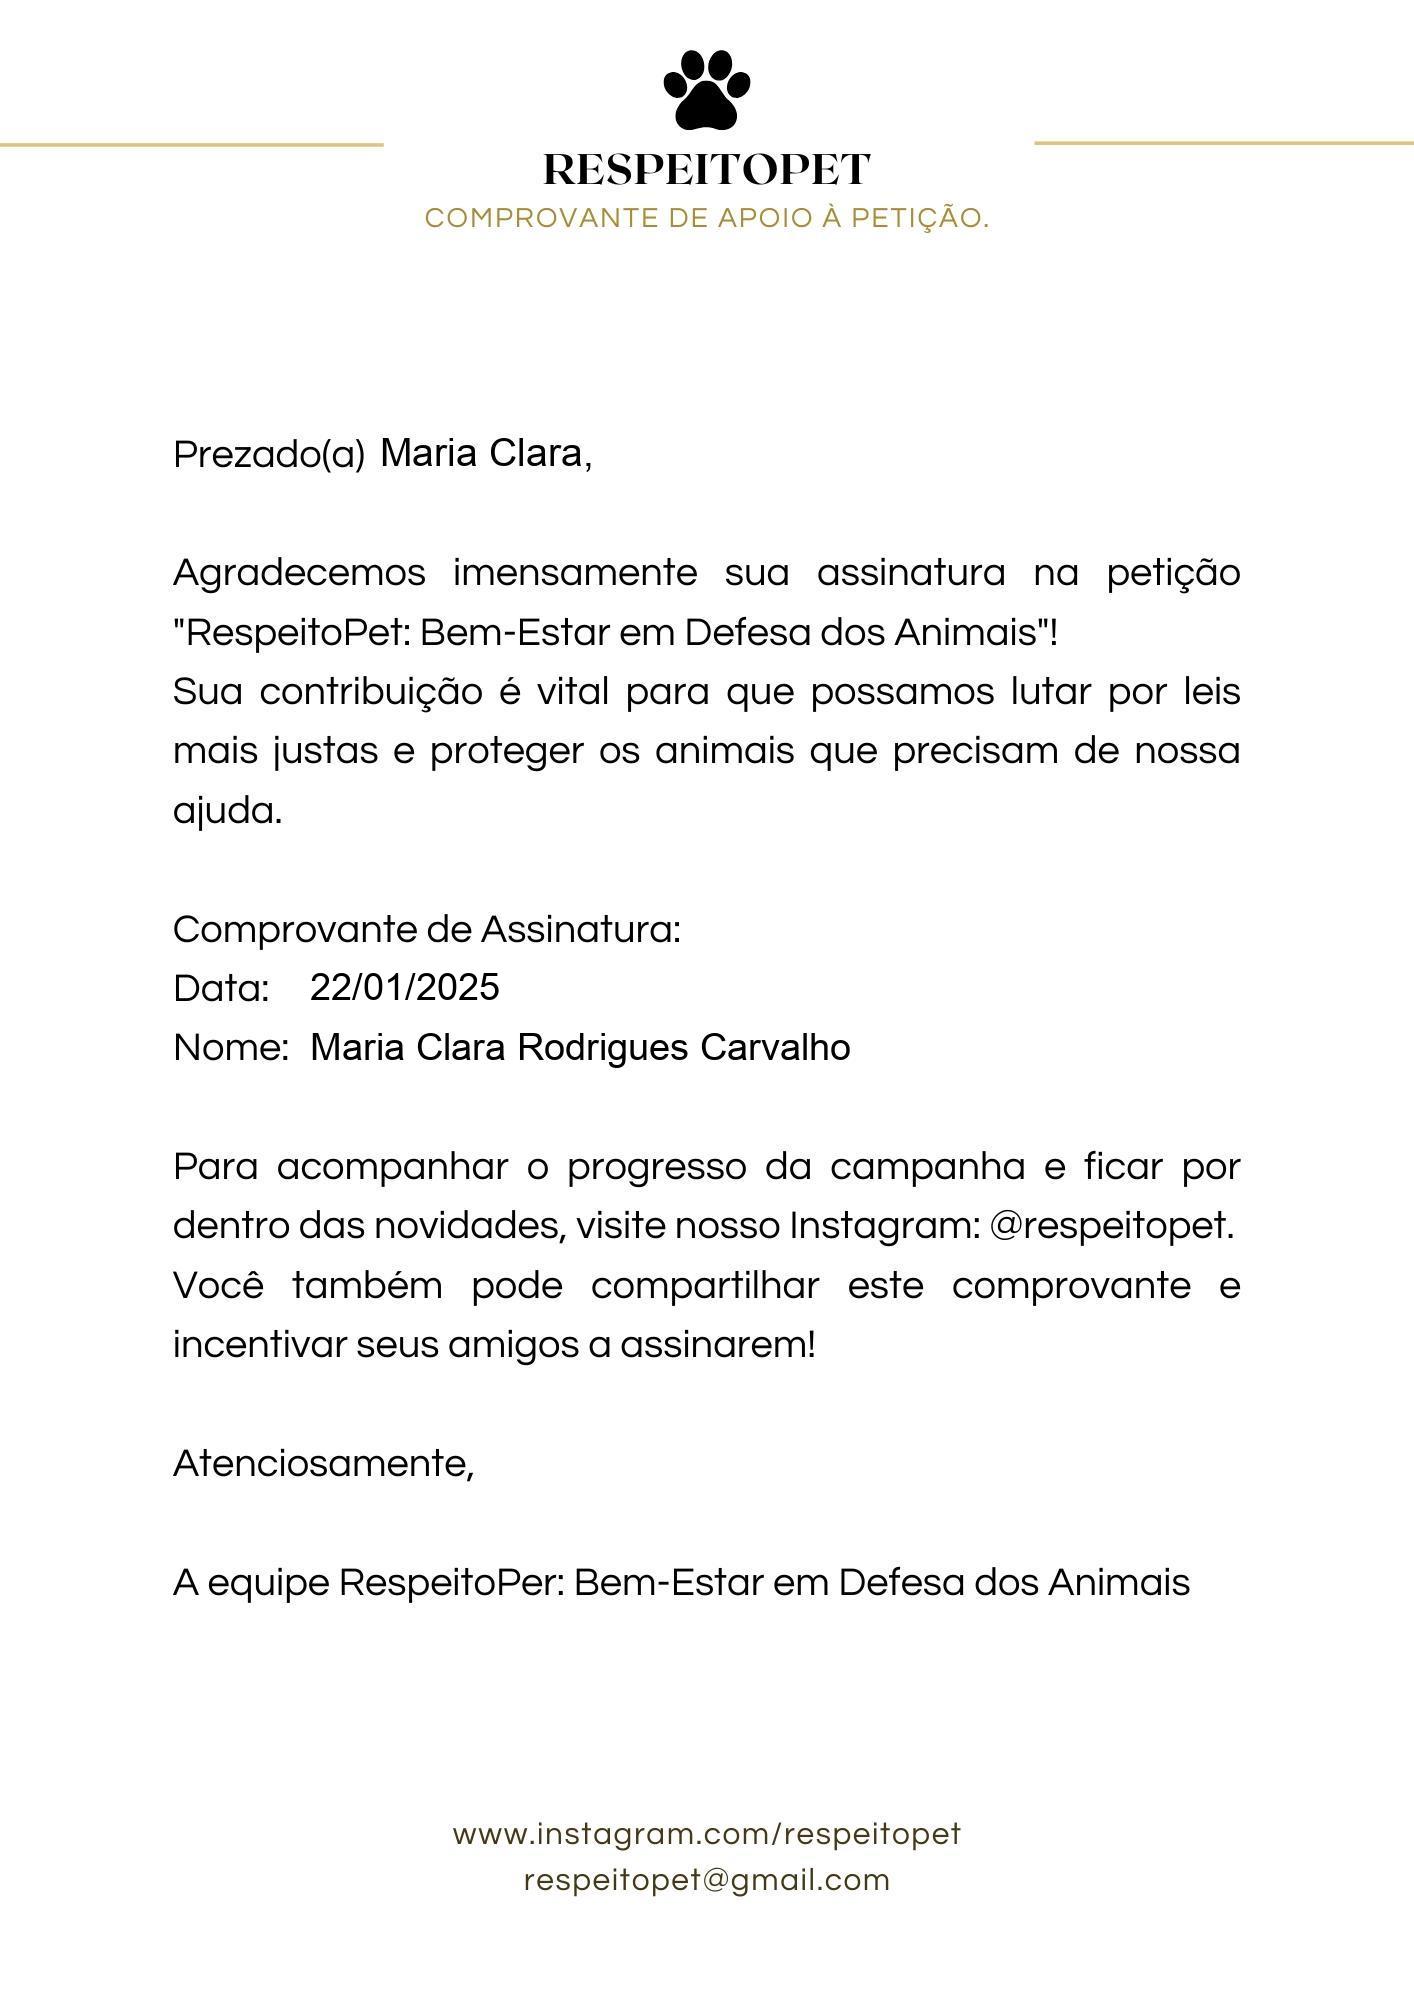 RESPEITOPET
COMPROVANTE DE APOIO À PETIÇÃO.
Prezado(a) Maria Clara,
Agradecemos imensamente sua assinatura na petição
"RespeitoPet: Bem-Estar em Defesa dos Animais"!
Sua contribuição é vital para que possamos lutar por leis
mais justas e proteger os animais que precisam de nossa
ajuda.
Comprovante de Assinatura:
Data: 22/01/2025
Nome: Maria Clara Rodrigues Carvalho
Para acompanhar o progresso da campanha e ficar por
dentro das novidades, visite nosso Instagram: @respeitopet.
Você também pode compartilhar este comprovante e
incentivar seus amigos a assinarem!
Atenciosamente,
A equipe RespeitoPer: Bem-Estar em Defesa dos Animais
www.instagram.com/respeitopet
respeitopet@gmail.com